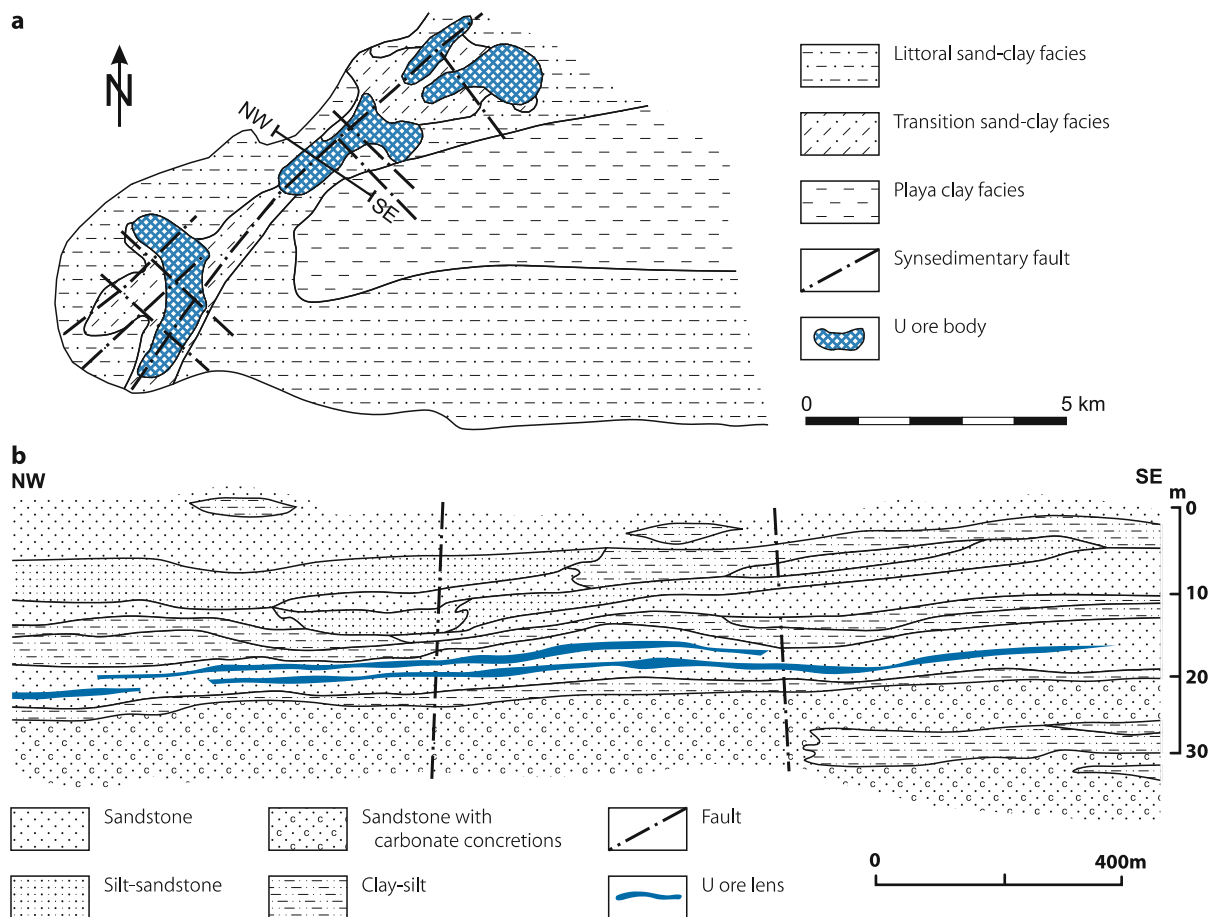 a
N
NW
SE
Littoral sand-clay facies
Transition sand-clay facies
Playa clay facies
Synsedimentary fault
U ore body
0 5 km
b
NW
SE
m
0
10
20
30
Sandstone
Sandstone with
carbonate concretions
Fault
Silt-sandstone
Clay-silt
U ore lens
0 400m